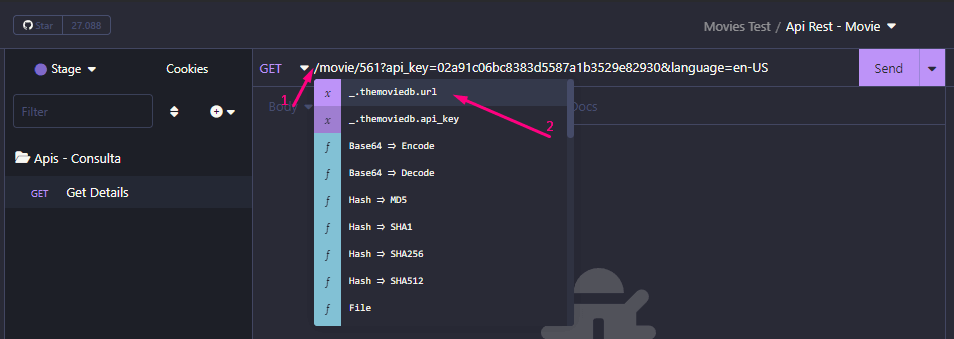 Star 27.088
Movies Test / Api Rest - Movie
Stage Cookies
GET /movie/561?api_key=02a91c06bc8383d5587a1b3529e82930&language=en-US Send
1
Filter
Body Docs
_.themoviedb.url
2
_.themoviedb.api_key
Apis - Consulta
GET Get Details
x
x
ƒ Base64 ⇒ Encode
ƒ Base64 ⇒ Decode
ƒ Hash ⇒ MD5
ƒ Hash ⇒ SHA1
ƒ Hash ⇒ SHA256
ƒ Hash ⇒ SHA512
ƒ File